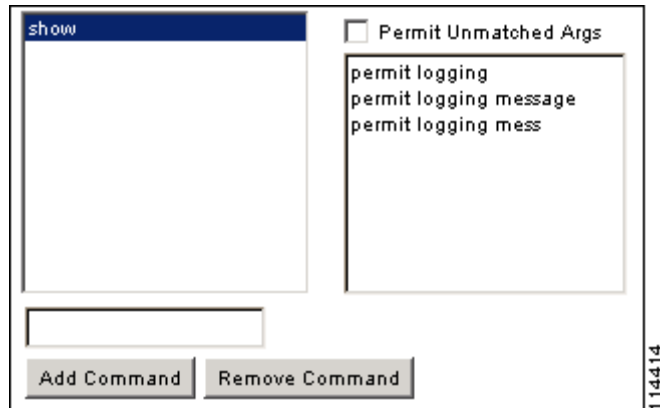 show
Permit Unmatched Args
permit logging
permit logging message
permit logging mess
Add Command
Remove Command
114414